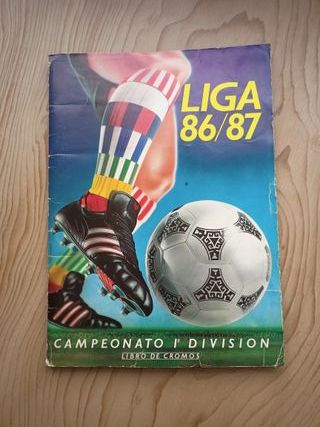 LIGA
86/87
CAMPEONATO 1ª DIVISION
LIBRO DE CROMOS